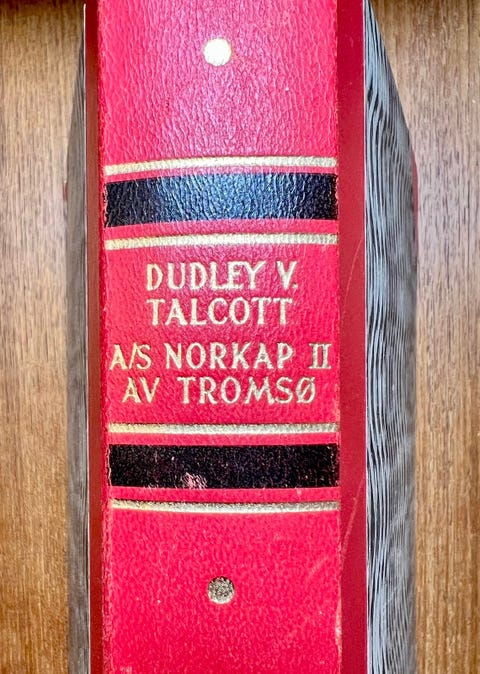 DUDLEY V.
TALCOTT
A/S NORKAP II
AV TROMSØ